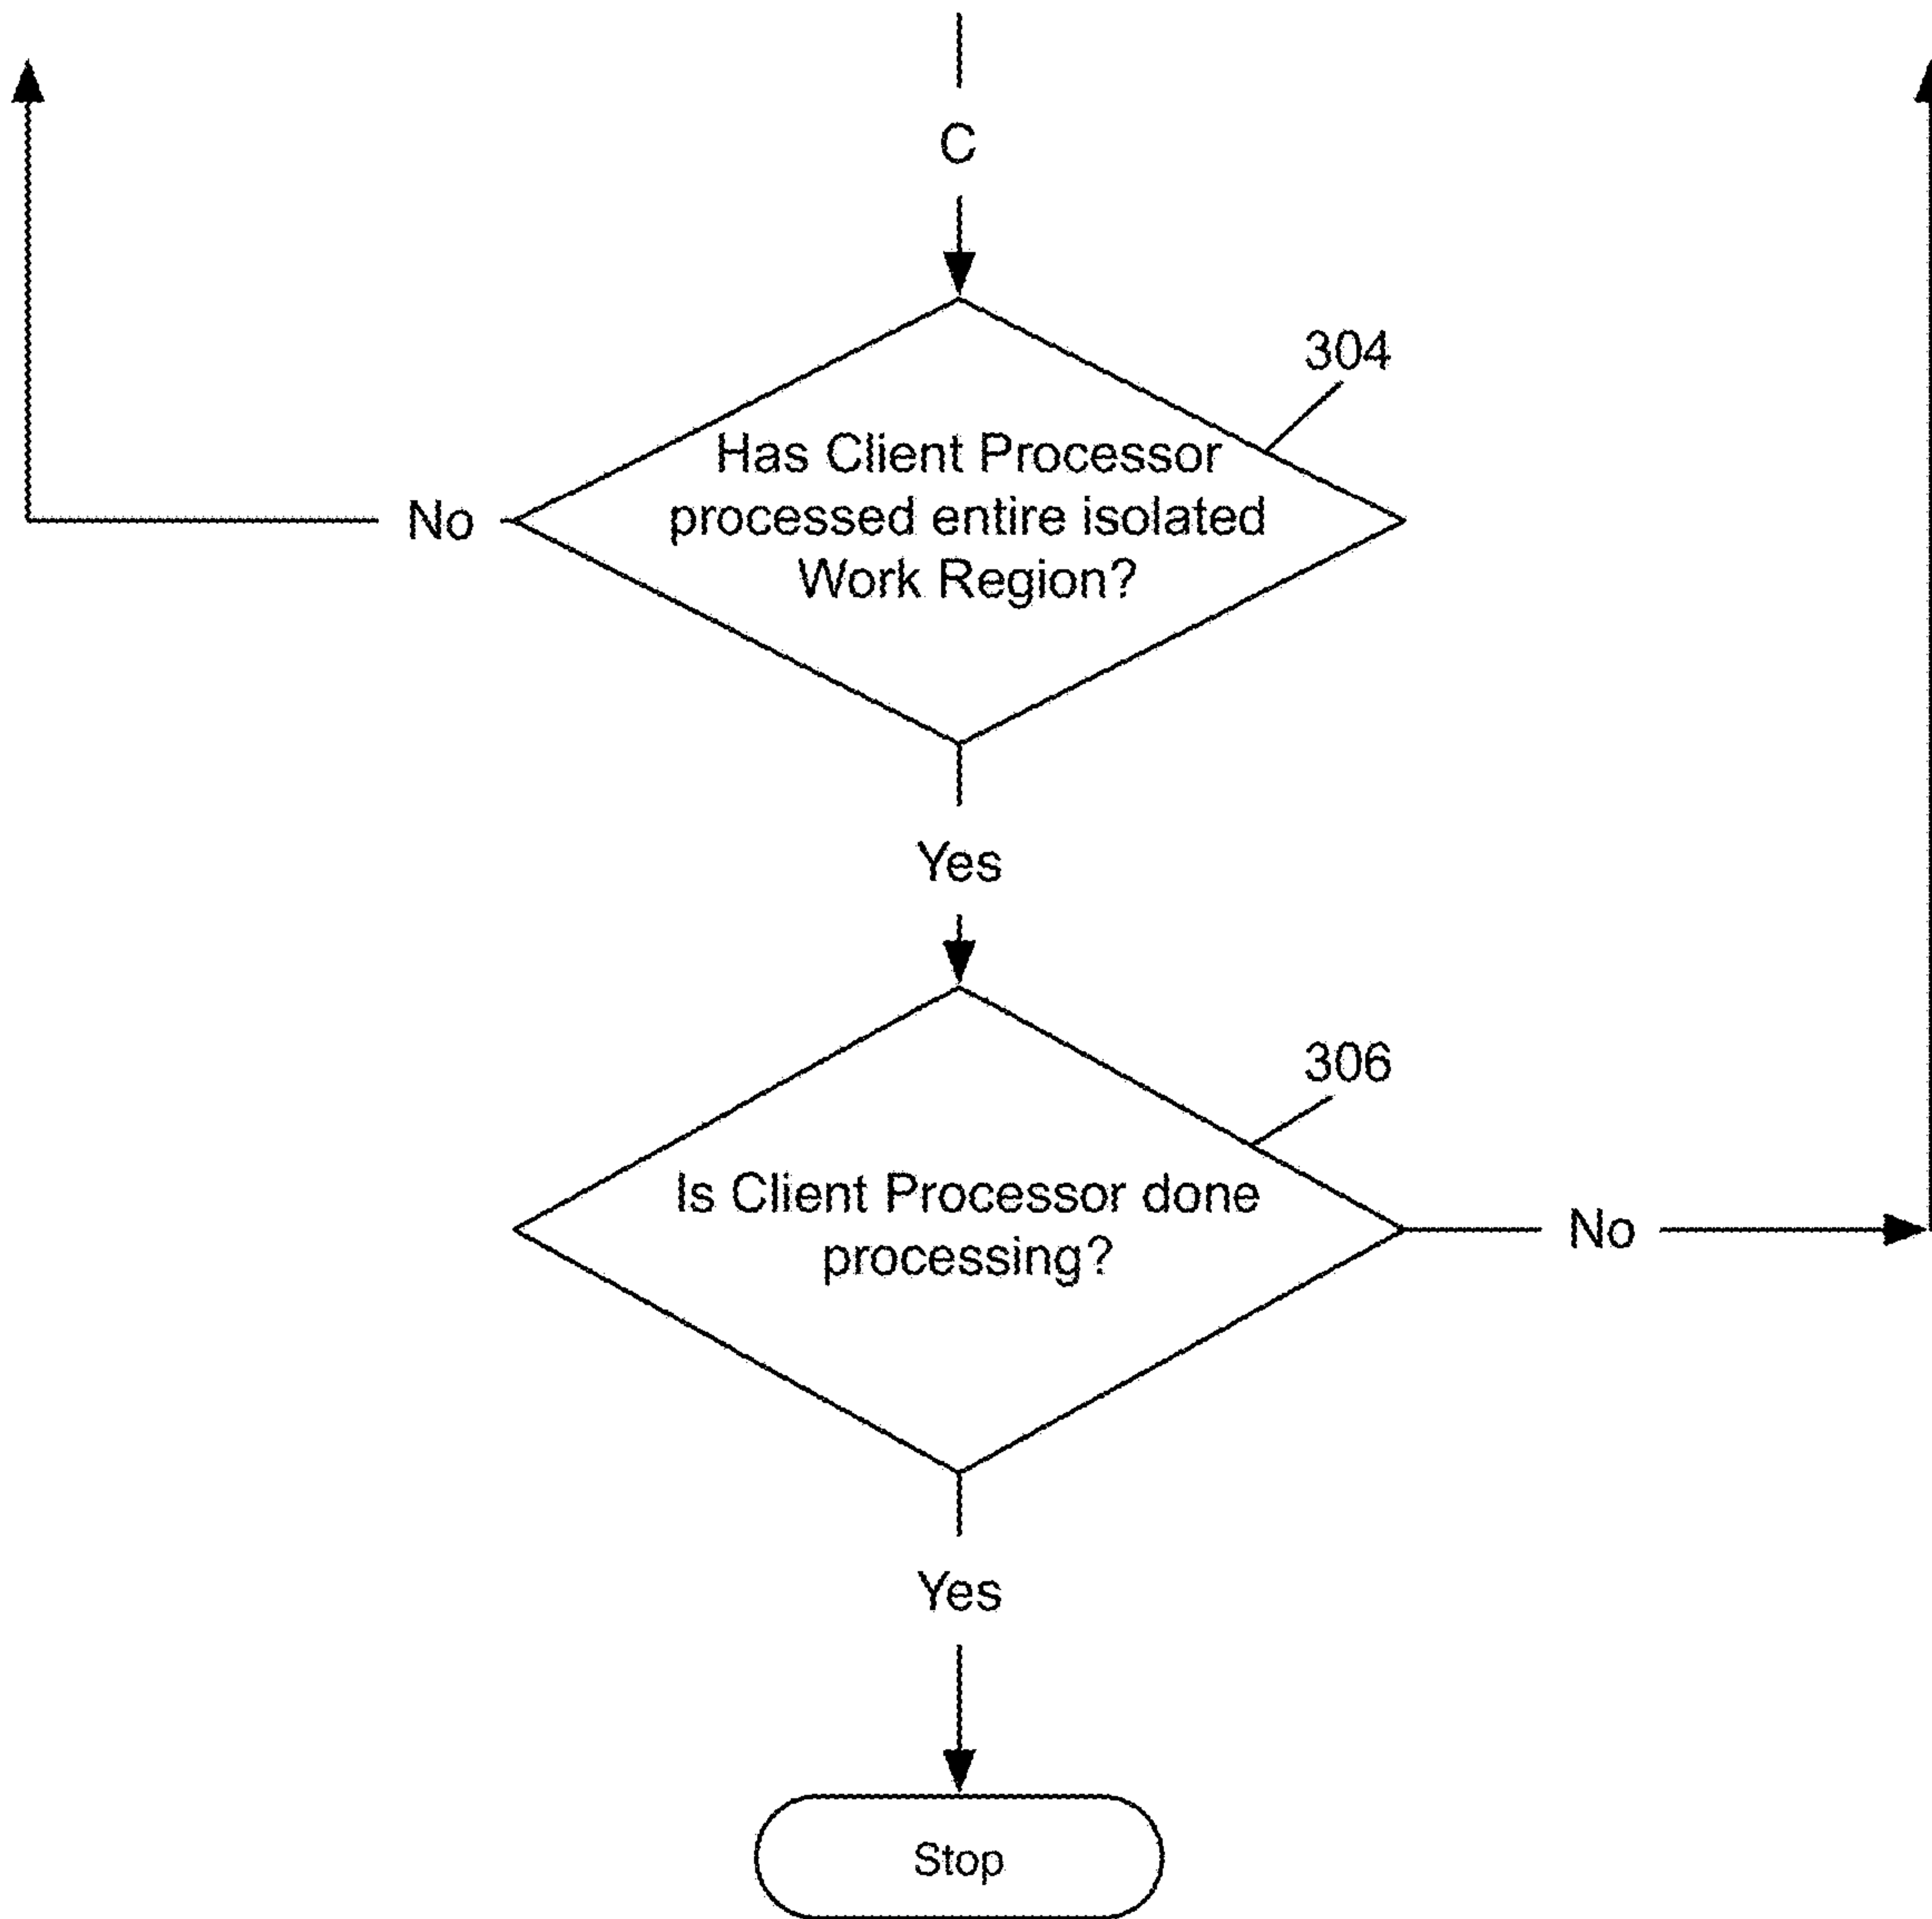 C
304
Has Client Processor
processed entire isolated
Work Region?
No
Yes
306
Is Client Processor done
processing?
No
Yes
Stop